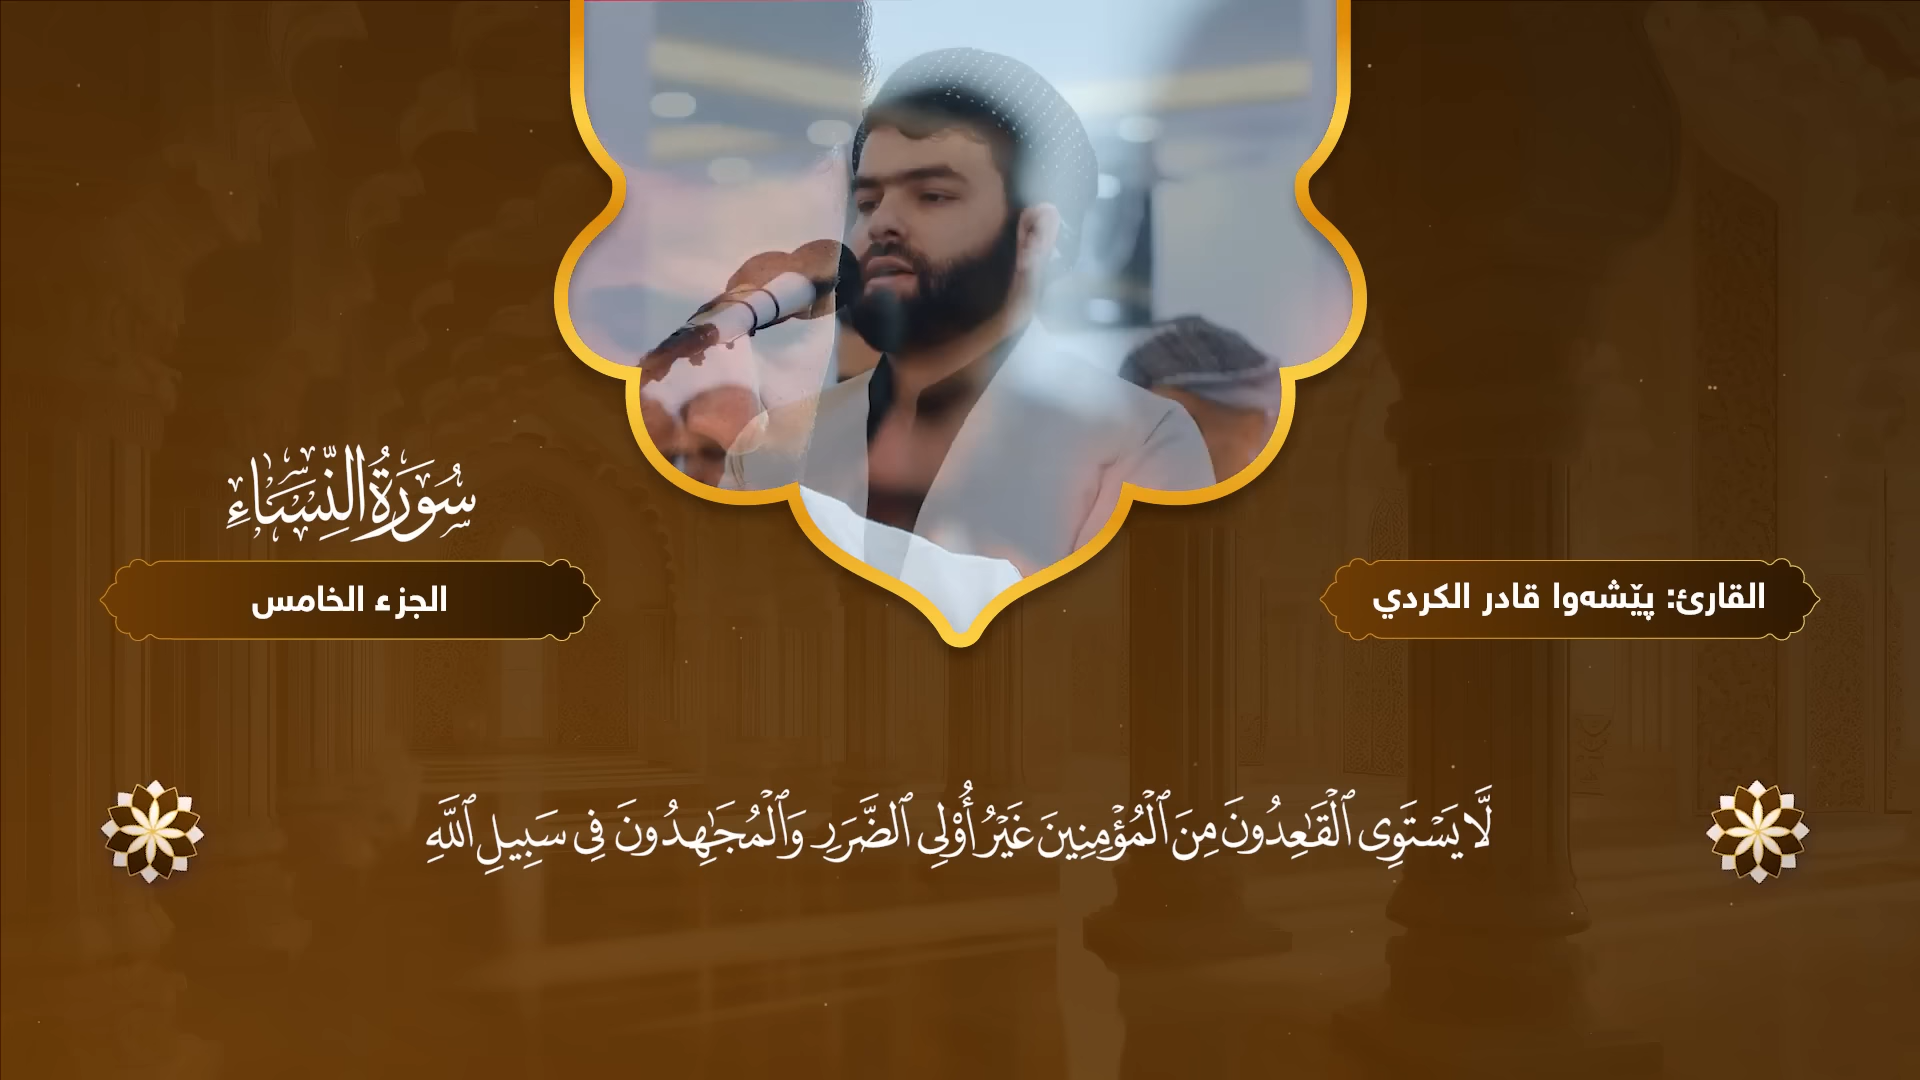 سُورَةُ النِّسَاءِ
الجزء الخامس
القارئ: پێشەوا قادر الكردي
لَّا يَسْتَوِى ٱلْقَٰعِدُونَ مِنَ ٱلْمُؤْمِنِينَ غَيْرُ أُو۟لِى ٱلضَّرَرِ وَٱلْمُجَٰهِدُونَ فِى سَبِيلِ ٱللَّهِ